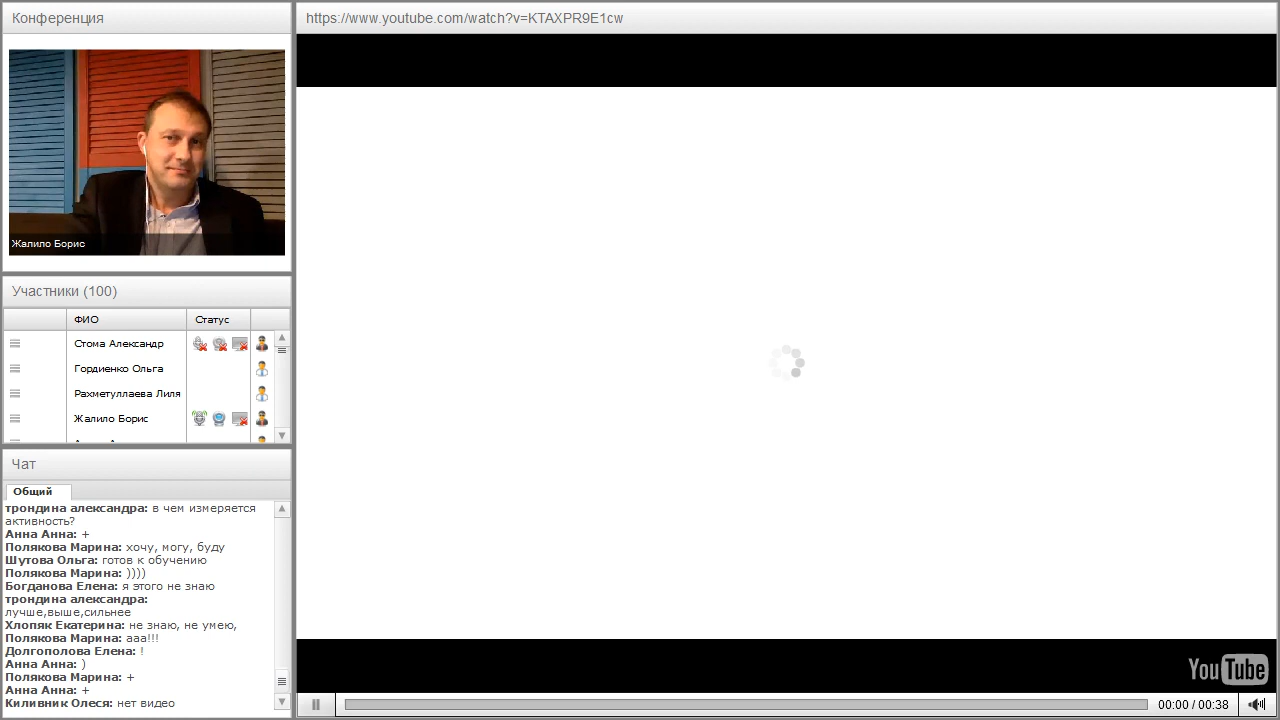 Конференция
https://www.youtube.com/watch?v=KTAXPR9E1cw
Жалило Борис
Участники (100)
ФИО
Статус
Стома Александр
Гордиенко Ольга
Рахметуллаева Лиля
Жалило Борис
Чат
Общий
трондина александра: в чем измеряется
активность?
Анна Анна: +
Полякова Марина: хочу, могу, буду
Шутова Ольга: готов к обучению
Полякова Марина: ))))
Богданова Елена: я этого не знаю
трондина александра:
лучше,выше,сильнее
Хлопяк Екатерина: не знаю, не умею,
Полякова Марина: ааа!!!
Долгополова Елена: !
Анна Анна: )
Полякова Марина: +
Анна Анна: +
Киливник Олеся: нет видео
YouTube
00:00 / 00:38